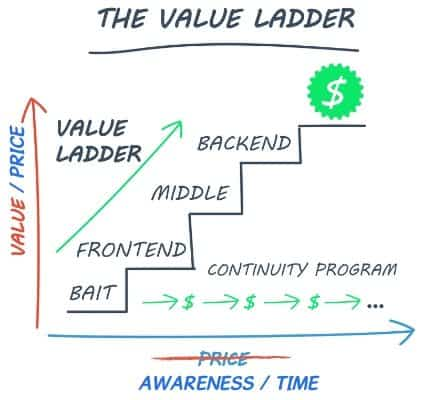 THE VALUE LADDER
$
VALUE
LADDER
BACKEND
MIDDLE
FRONTEND
BAIT
CONTINUITY PROGRAM
$ $ $ ...
VALUE / PRICE
PRICE
AWARENESS / TIME